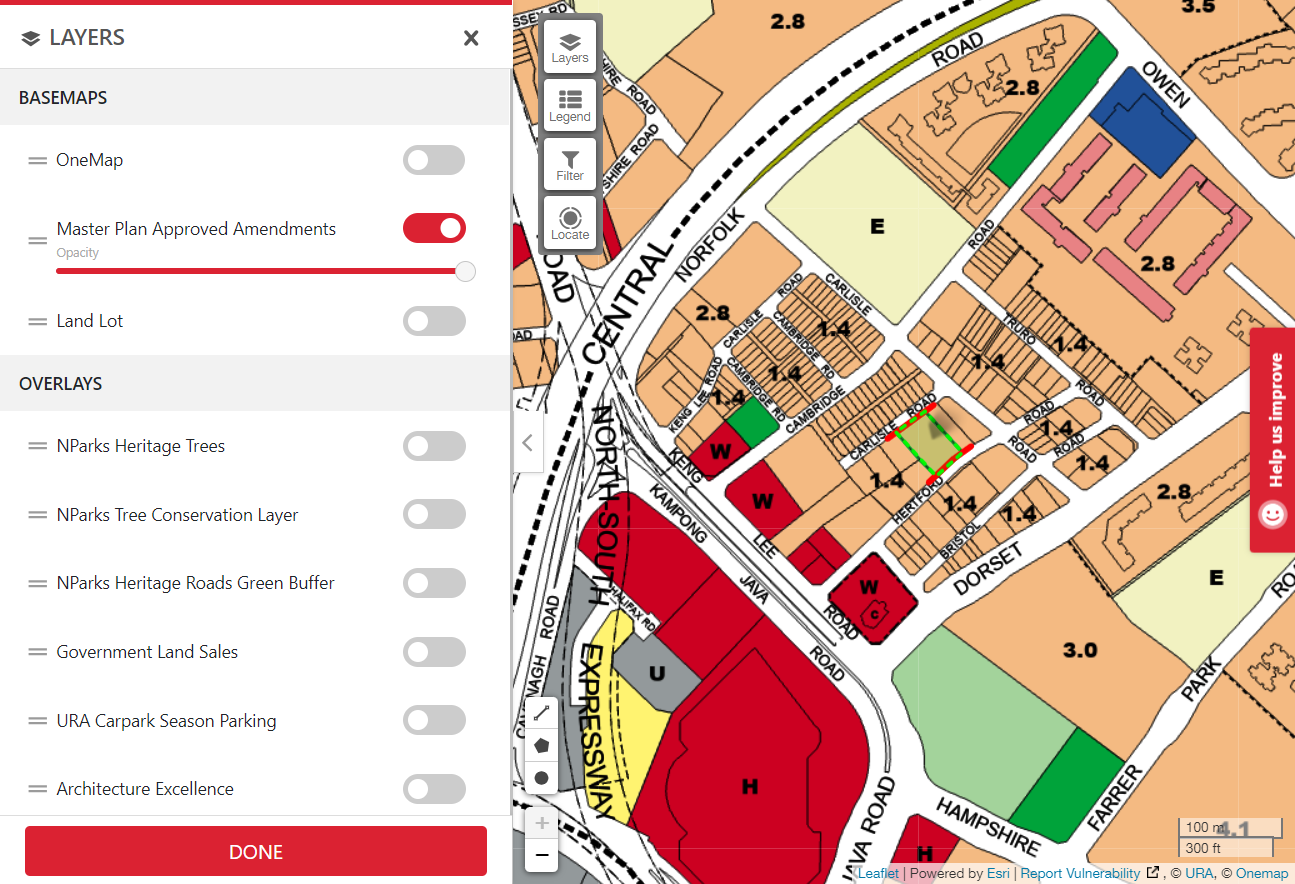 LAYERS
BASEMAPS
OneMap
Master Plan Approved Amendments
Opacity
Land Lot
OVERLAYS
NParks Heritage Trees
NParks Tree Conservation Layer
NParks Heritage Roads Green Buffer
Government Land Sales
URA Carpark Season Parking
Architecture Excellence
DONE
Layers
Legend
Filter
Locate
2.8
3.5
ROAD
2.8
OWEN
ROAD
SHIRE ROAD
E
NORFOLK
ROAD
2.8
CENTRAL
OAD
AD
2.8
ROAD
CARLISLE
1.4
CARLISLE
CAMBRIDGE RD
1.4
TRURO
1.4
1.4
KENG LEE ROAD
CAMBRIDGE RD
1.4
CAMBRIDGE
ROAD
ROAD
ROAD
1.4
ROAD
CARLISLE
ROAD
1.4
W
KENG
1.4
HERTFORD
1.4
1.4
2.8
W
KAMPONG
LEE
BRISTOL
DORSET
NORTH-SOUTH
JAVA
W
C
ROAD
E
ROAD
HALIFAX RD
CAVENAGH ROAD
U
EXPRESSWAY
3.0
PARK
H
JAVA ROAD
HAMPSHIRE
FARRER
H
4.1
Help us improve
100 m
300 ft
Leaflet | Powered by Esri | Report Vulnerability , © URA, © Onemap